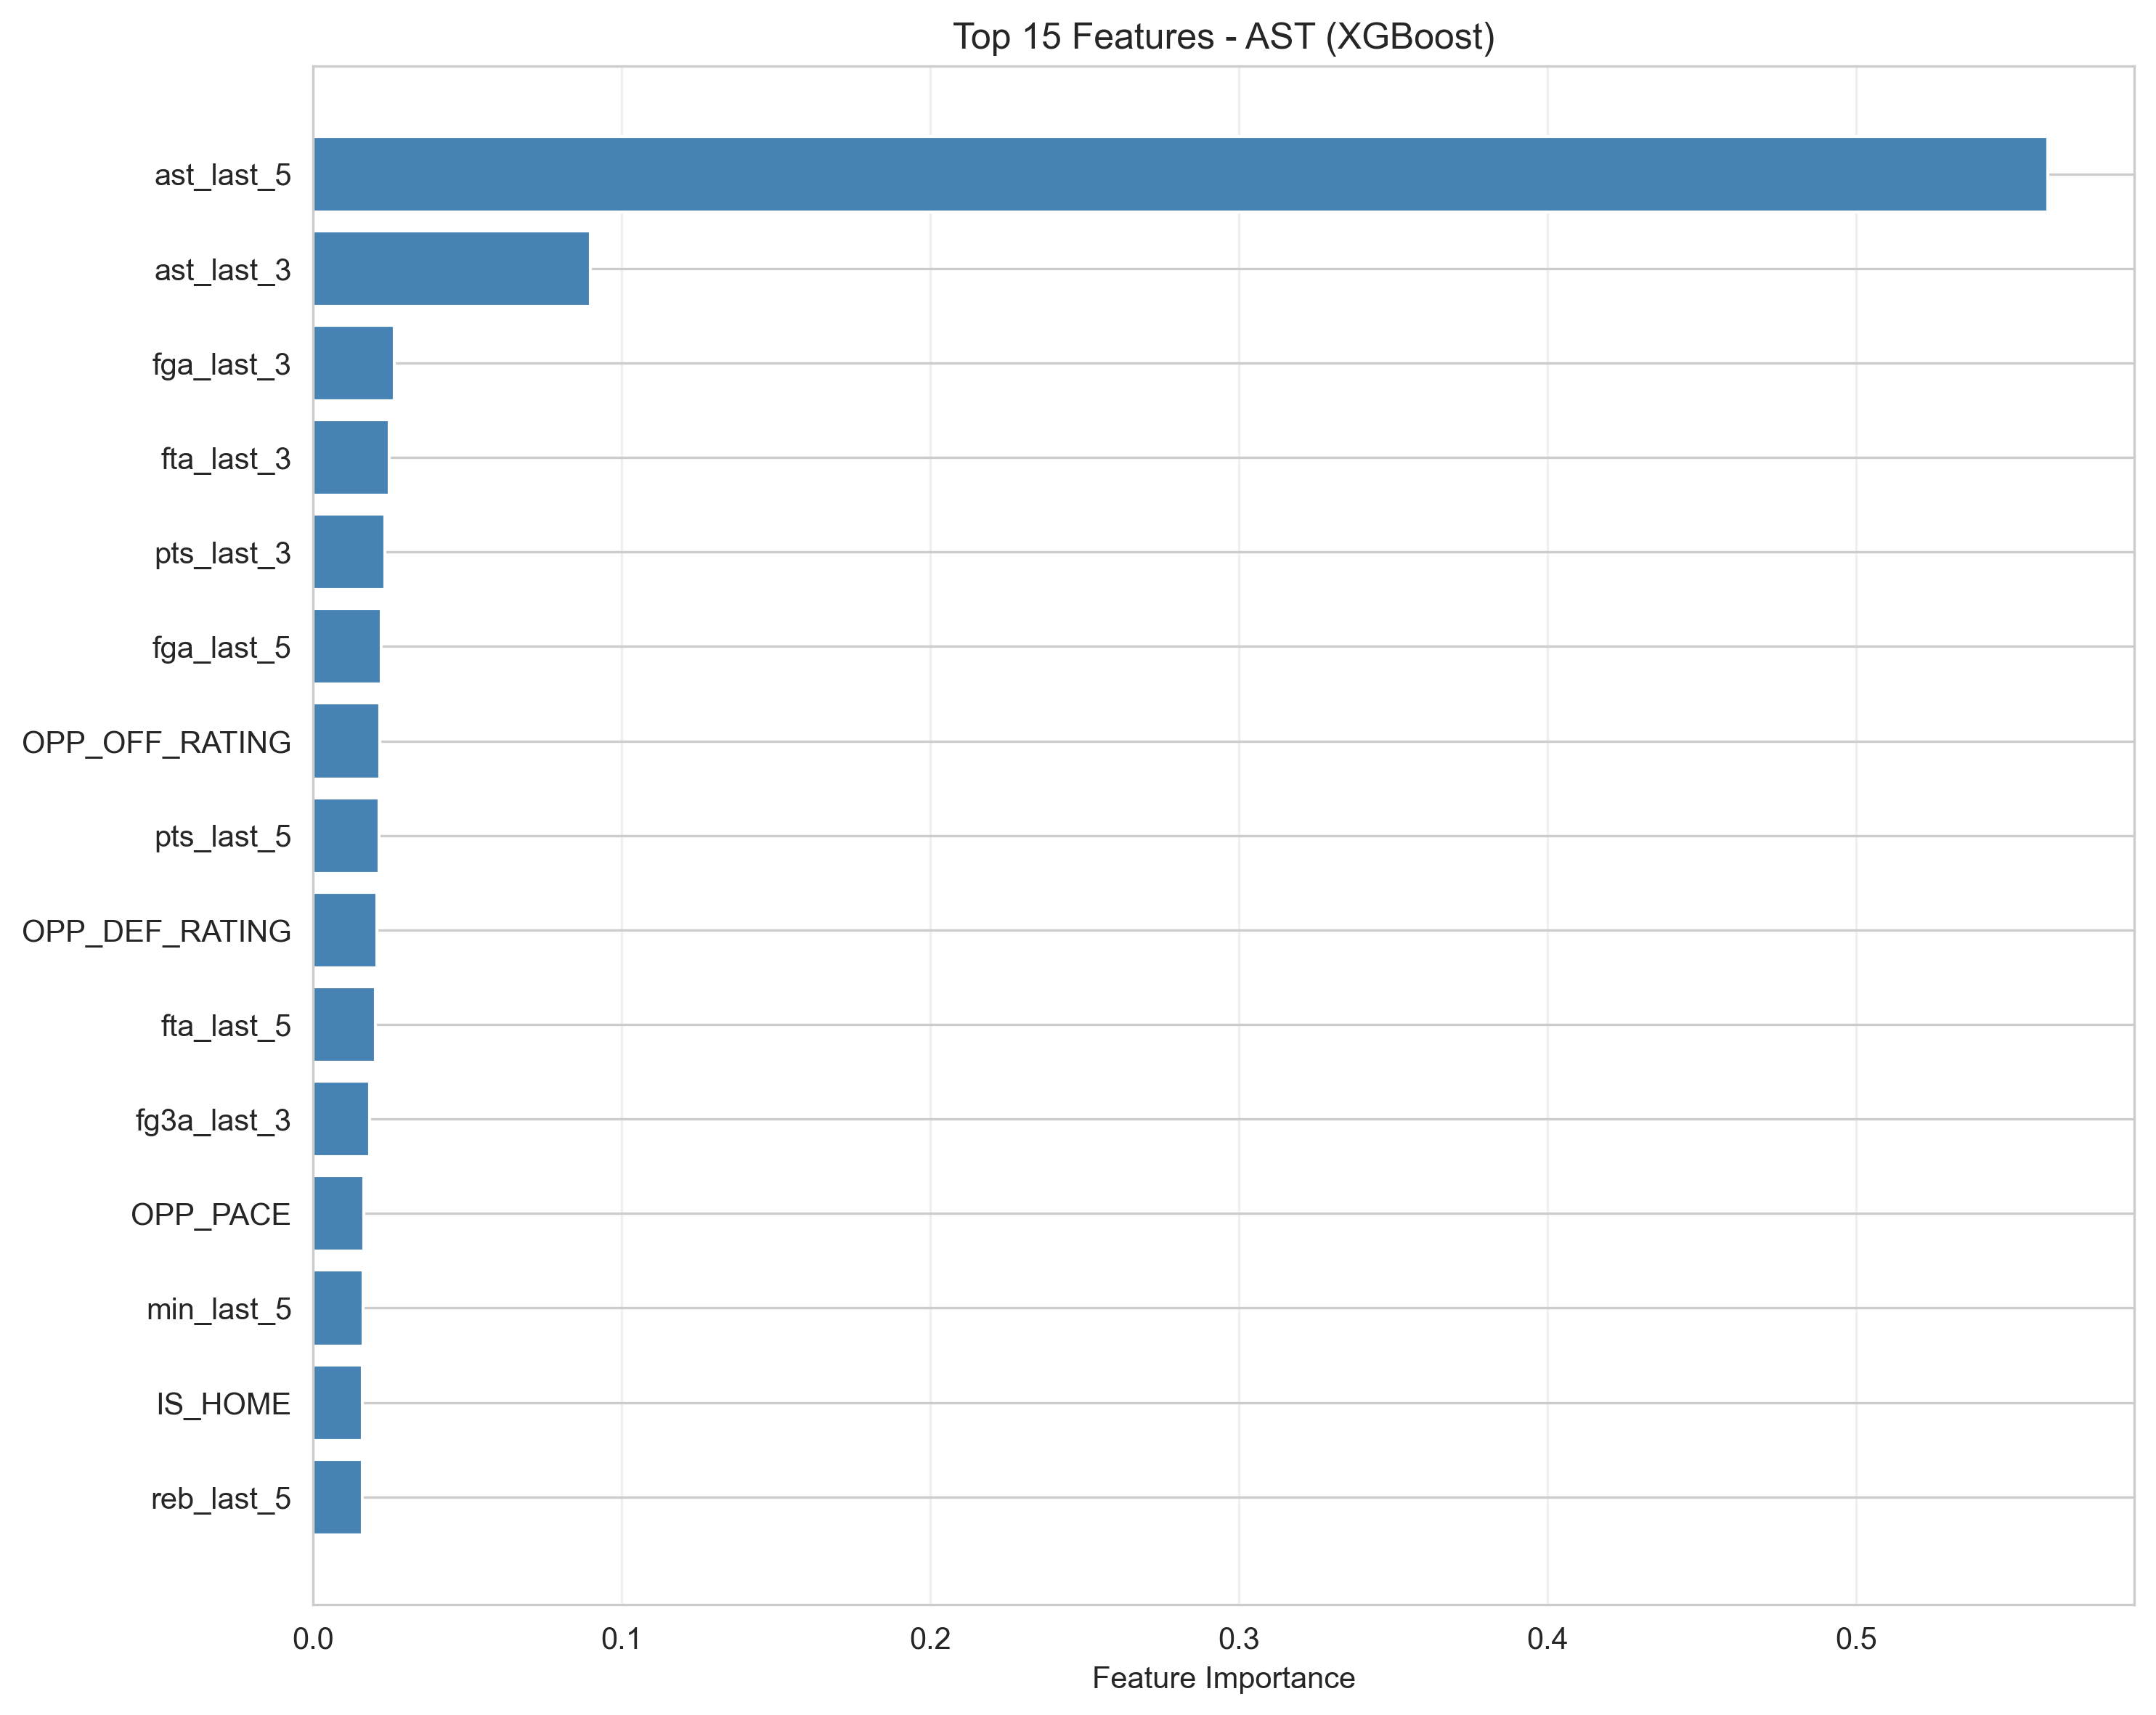 Top 15 Features - AST (XGBoost)
ast_last_5
ast_last_3
fga_last_3
fta_last_3
pts_last_3
fga_last_5
OPP_OFF_RATING
pts_last_5
OPP_DEF_RATING
fta_last_5
fg3a_last_3
OPP_PACE
min_last_5
IS_HOME
reb_last_5
0.0 0.1 0.2 0.3 0.4 0.5
Feature Importance